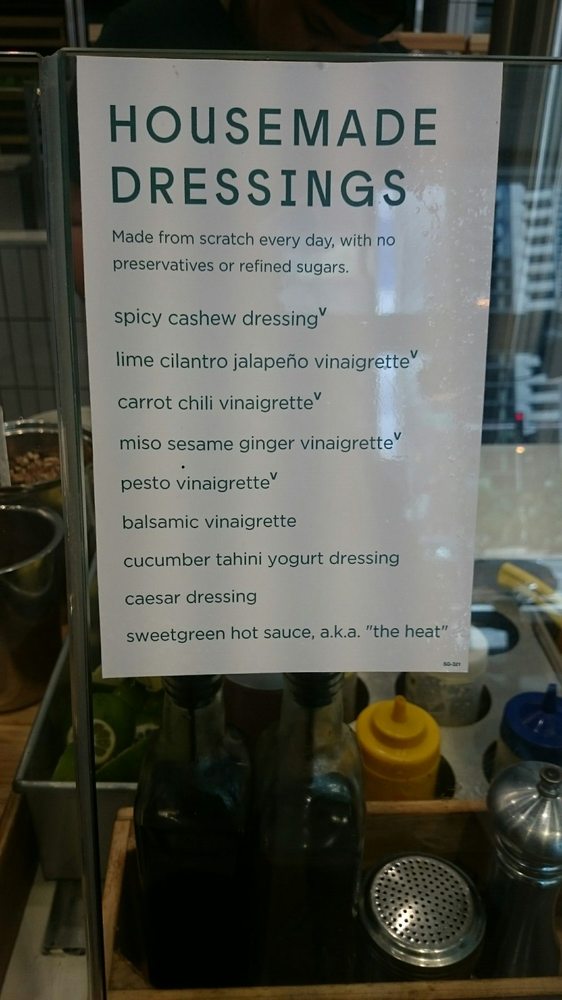 HOUSEMADE
DRESSINGS
Made from scratch every day, with no
preservatives or refined sugars.
spicy cashew dressingᵛ
lime cilantro jalapeño vinaigretteᵛ
carrot chili vinaigretteᵛ
miso sesame ginger vinaigretteᵛ
pesto vinaigretteᵛ
balsamic vinaigrette
cucumber tahini yogurt dressing
caesar dressing
sweetgreen hot sauce, a.k.a. "the heat"
SG-321